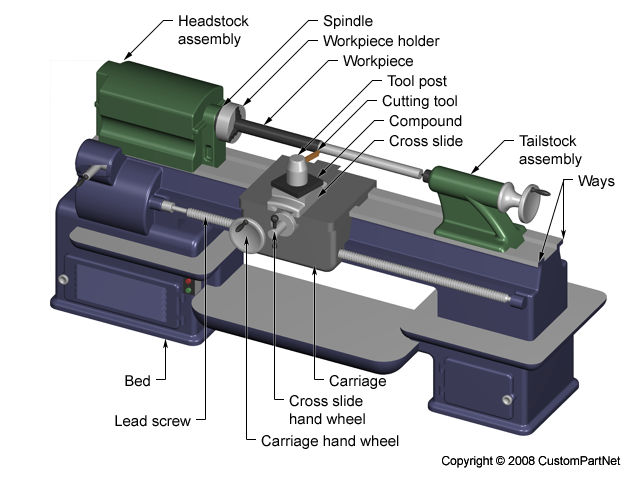 Headstock
assembly
Spindle
Workpiece holder
Workpiece
Tool post
Cutting tool
Compound
Cross slide
Tailstock
assembly
Ways
Bed
Carriage
Cross slide
hand wheel
Lead screw
Carriage hand wheel
Copyright © 2008 CustomPartNet